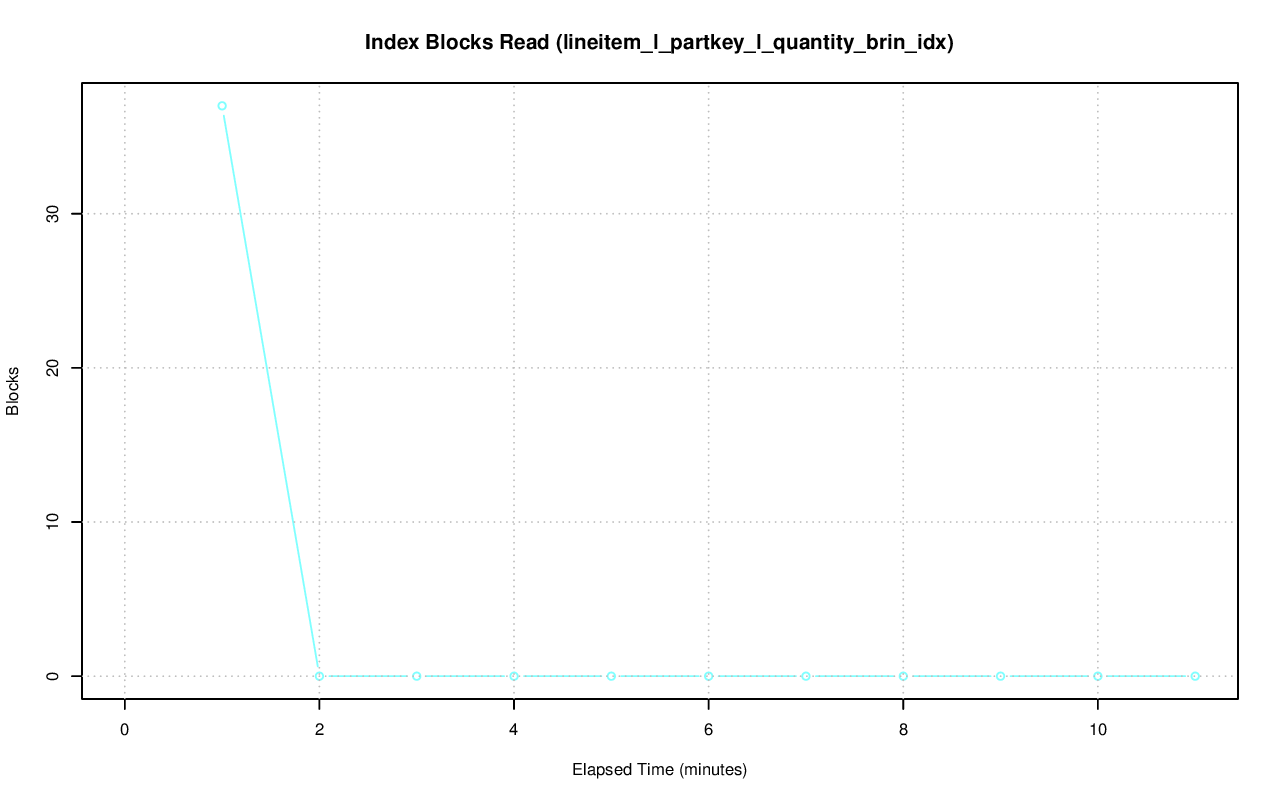 Index Blocks Read (lineitem_l_partkey_l_quantity_brin_idx)
Blocks
30
20
10
0
0 2 4 6 8 10
Elapsed Time (minutes)